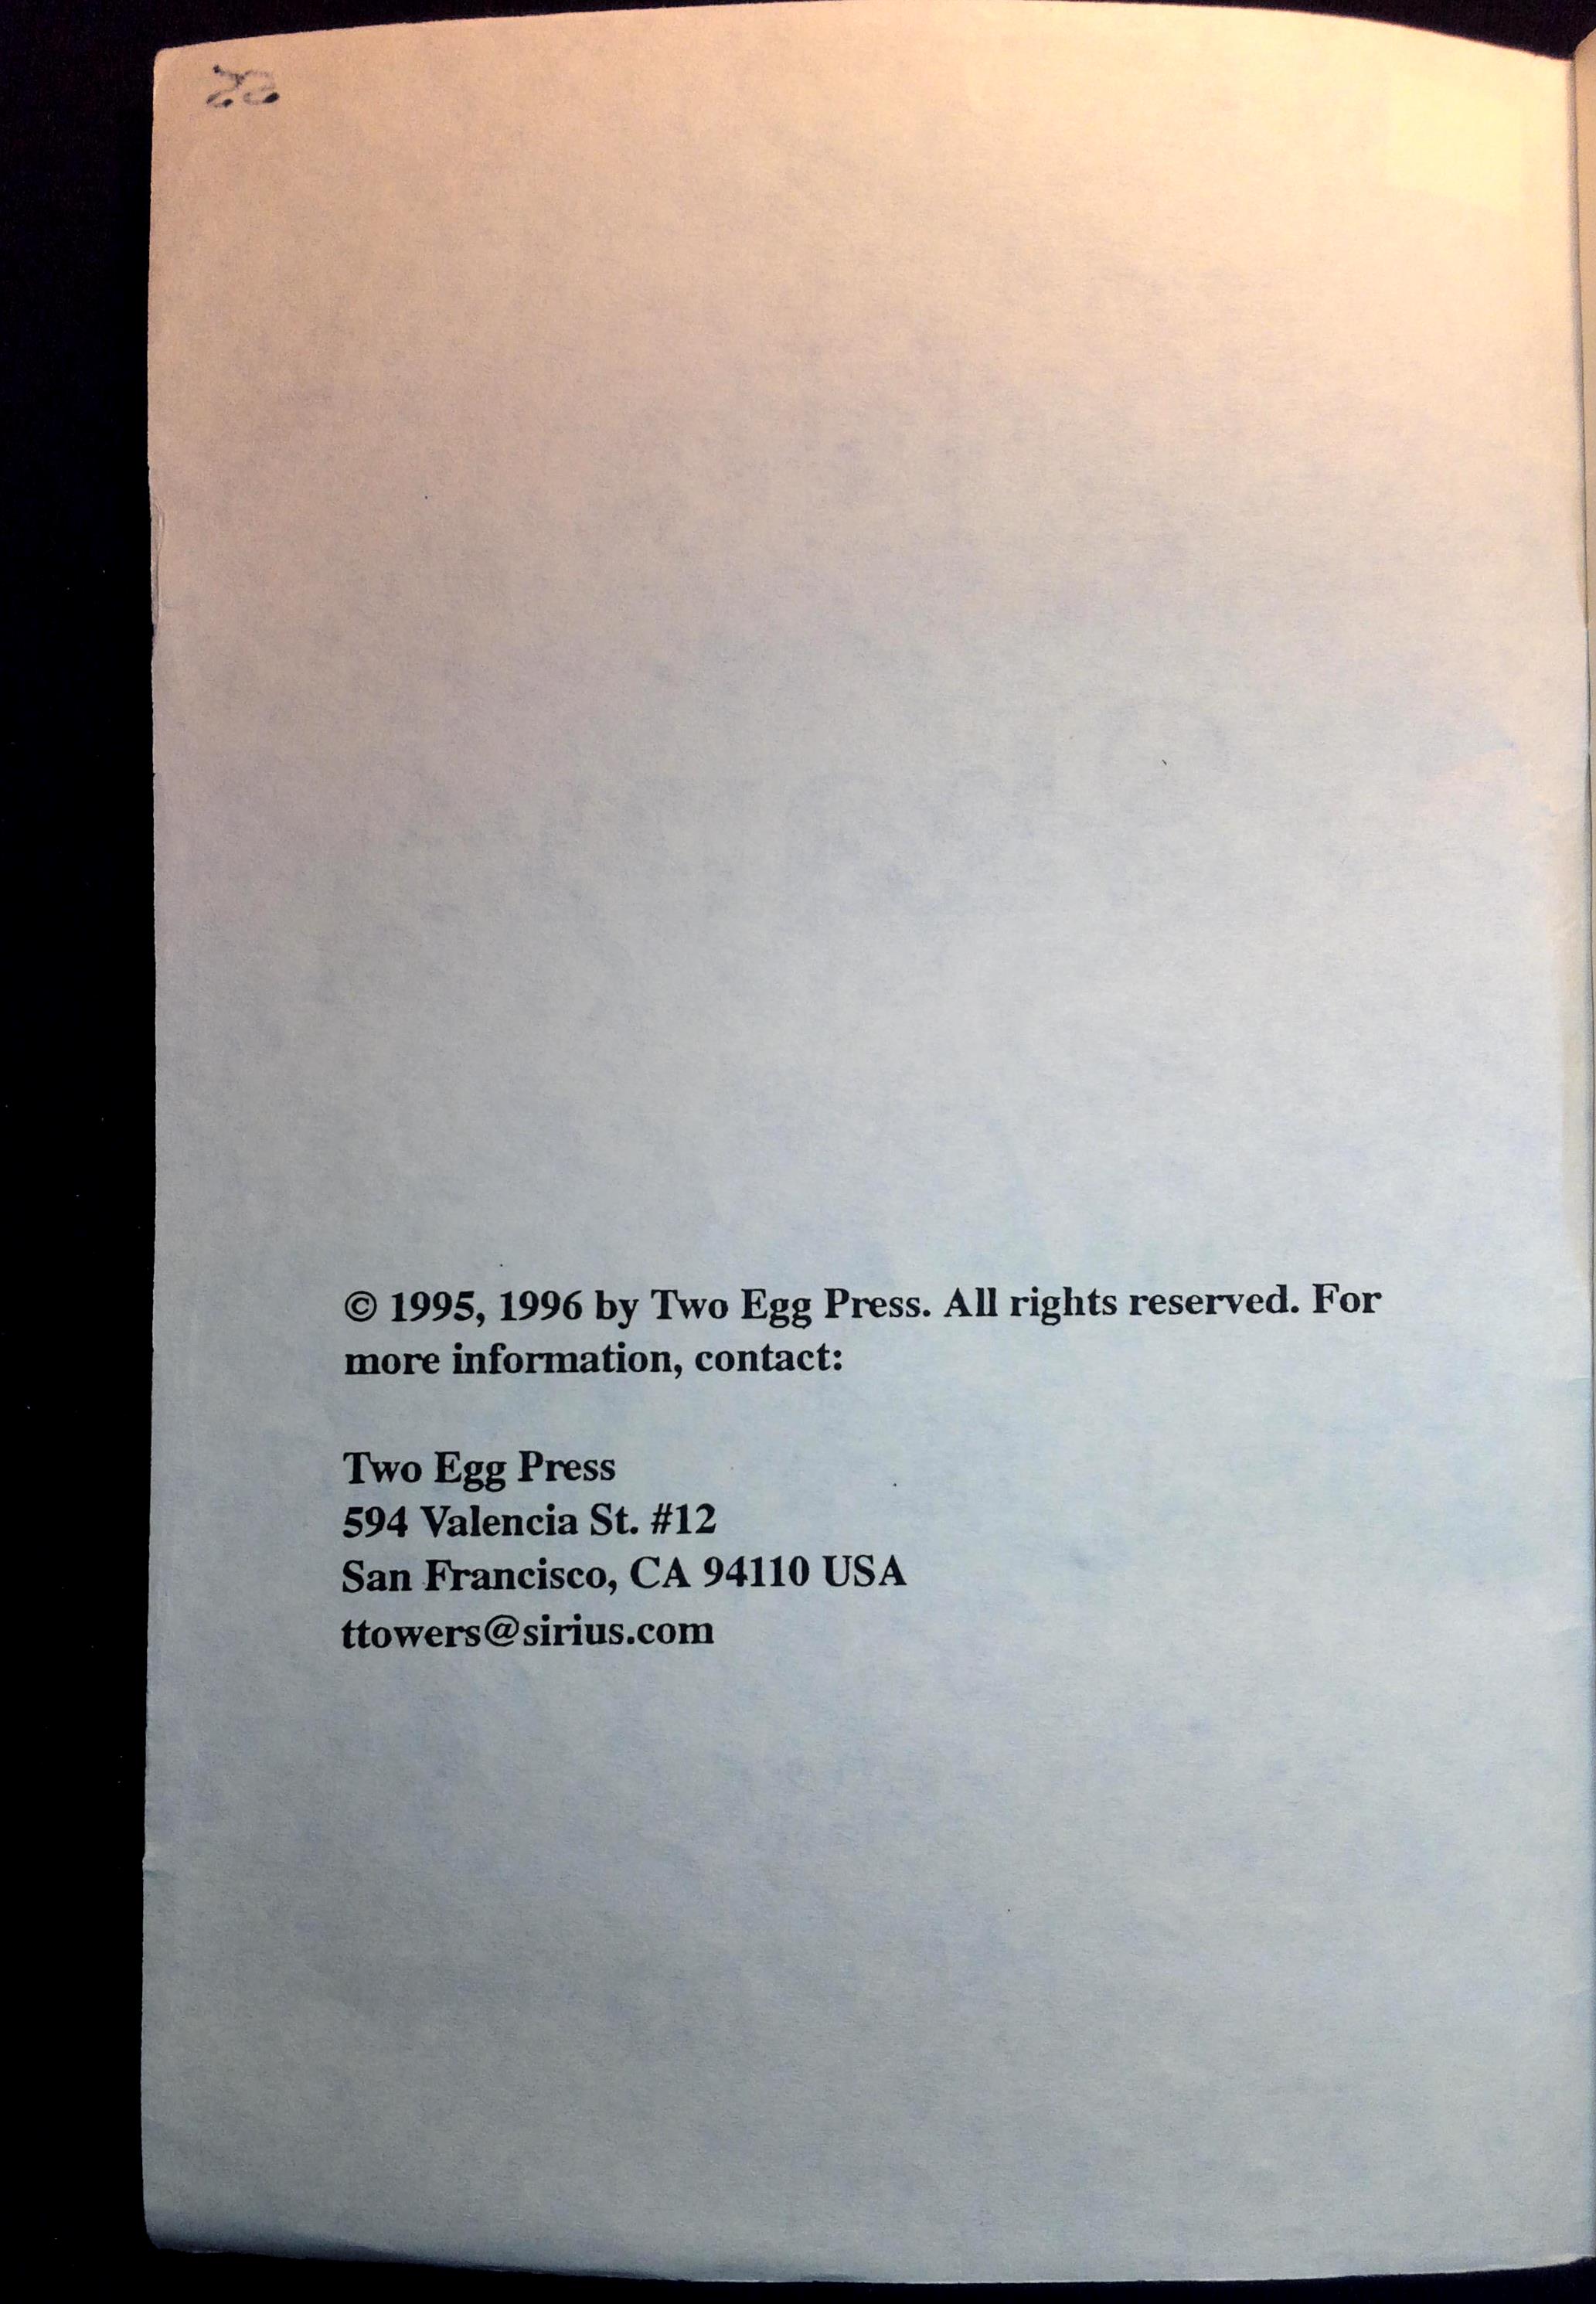 © 1995, 1996 by Two Egg Press. All rights reserved. For
more information, contact:
Two Egg Press
594 Valencia St. #12
San Francisco, CA 94110 USA
ttowers@sirius.com